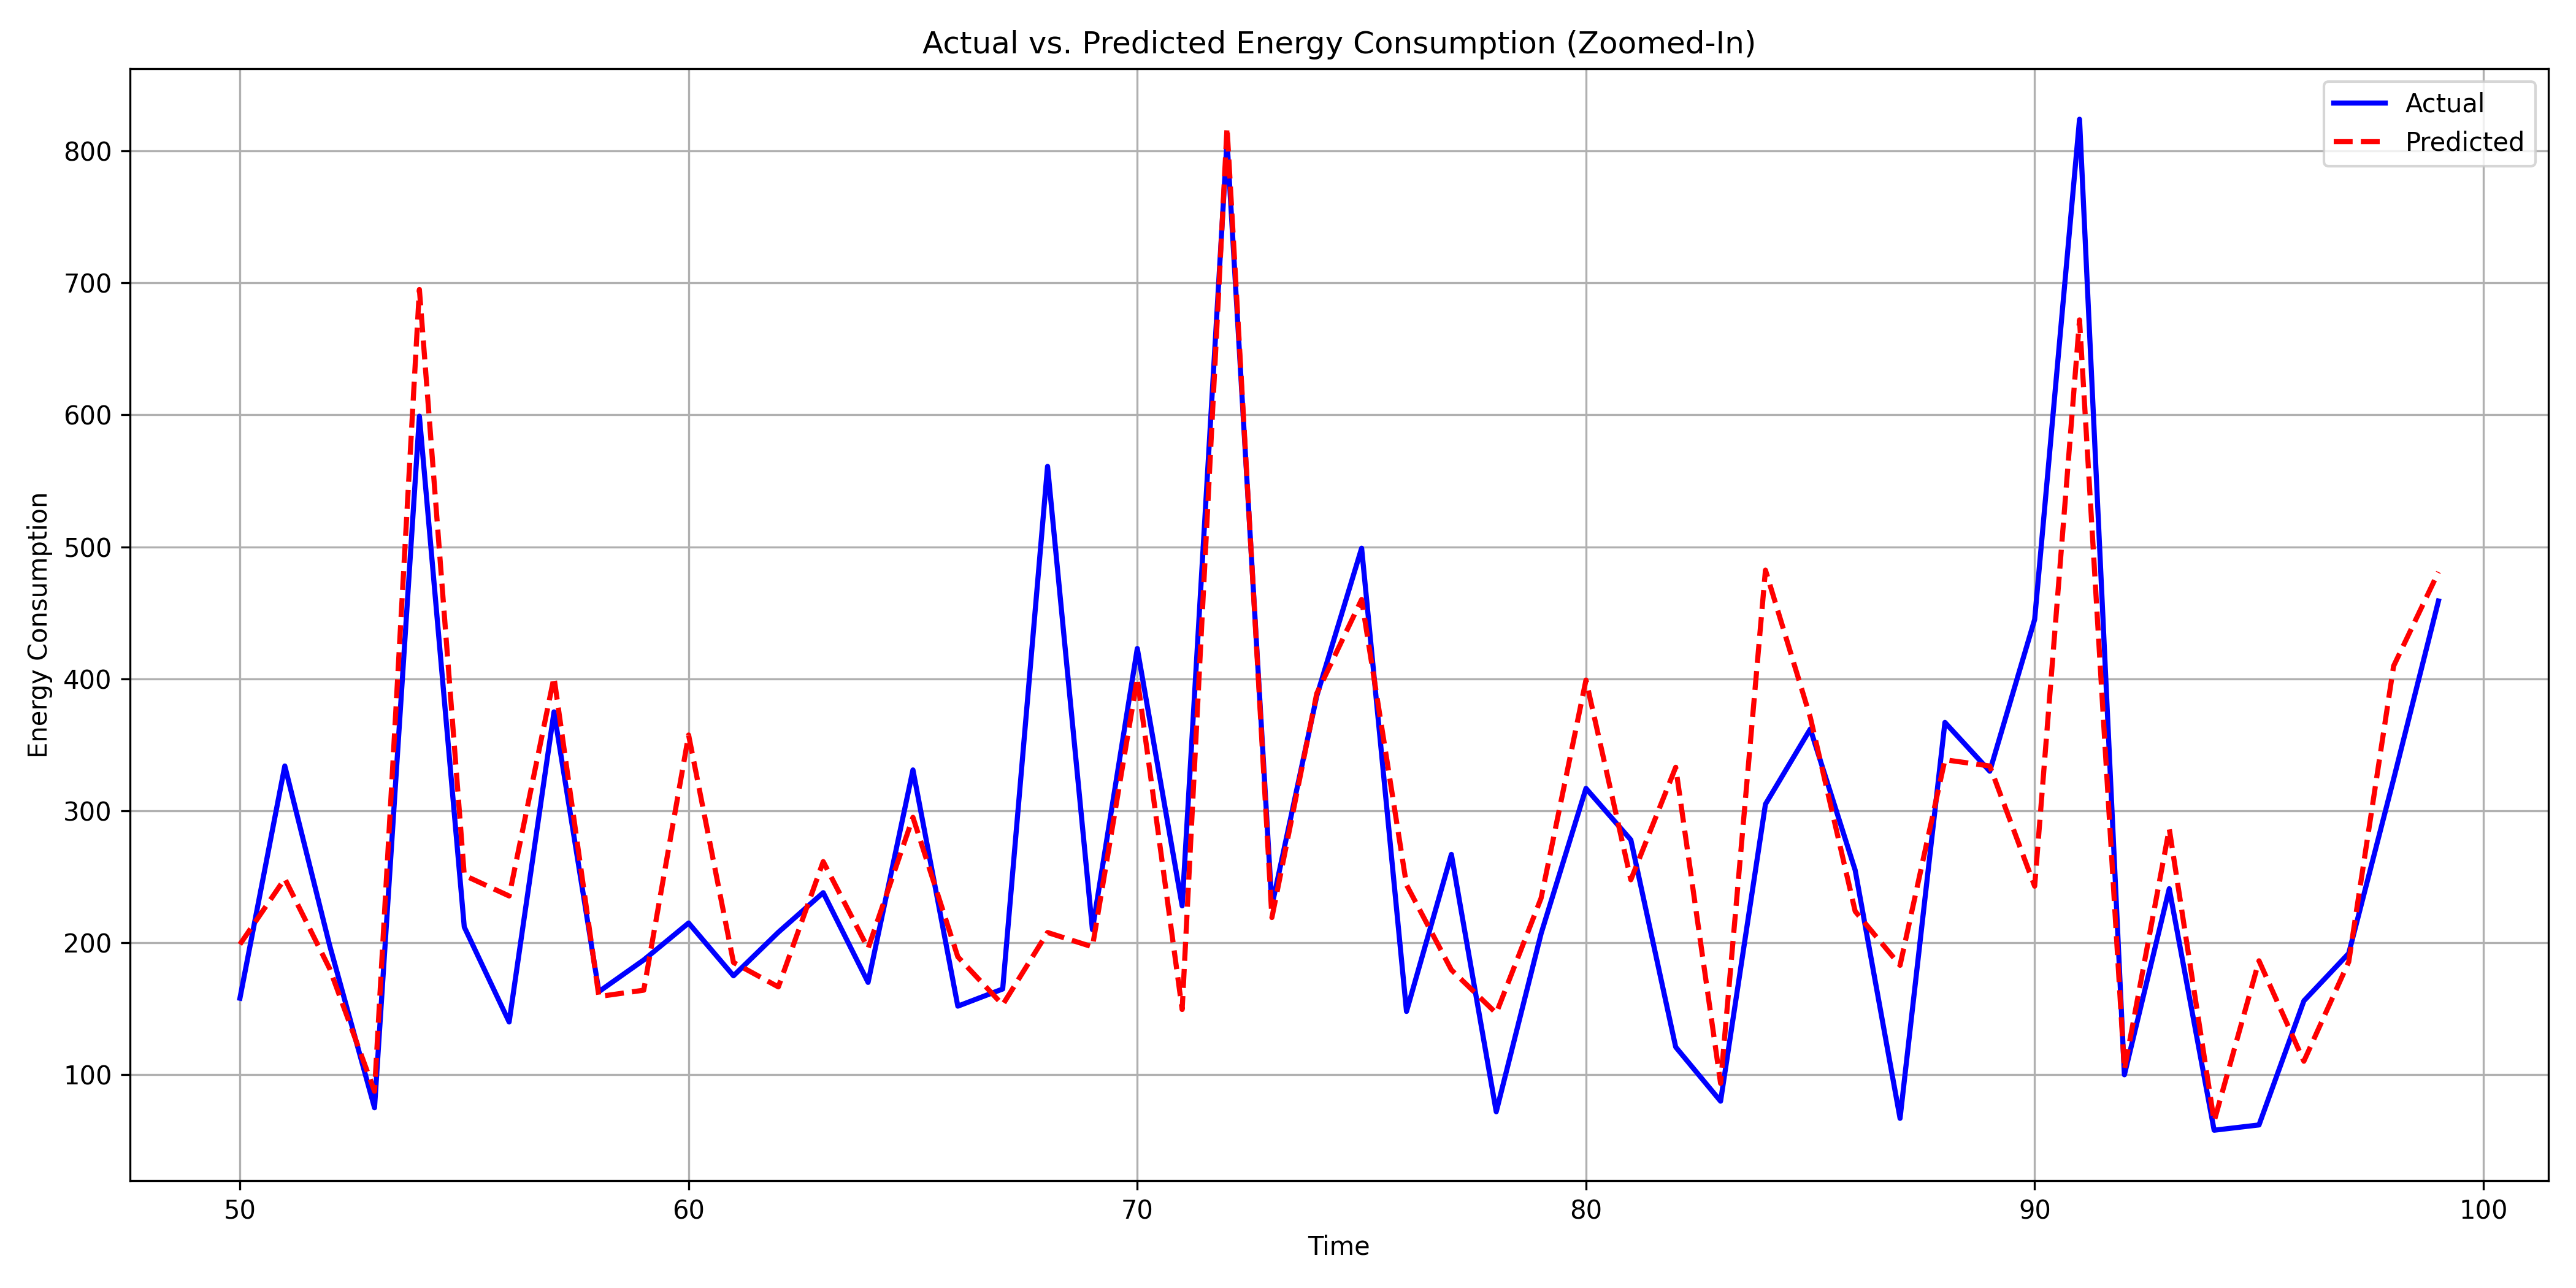 Actual vs. Predicted Energy Consumption (Zoomed-In)
Actual
Predicted
Energy Consumption
800
700
600
500
400
300
200
100
50 60 70 80 90 100
Time